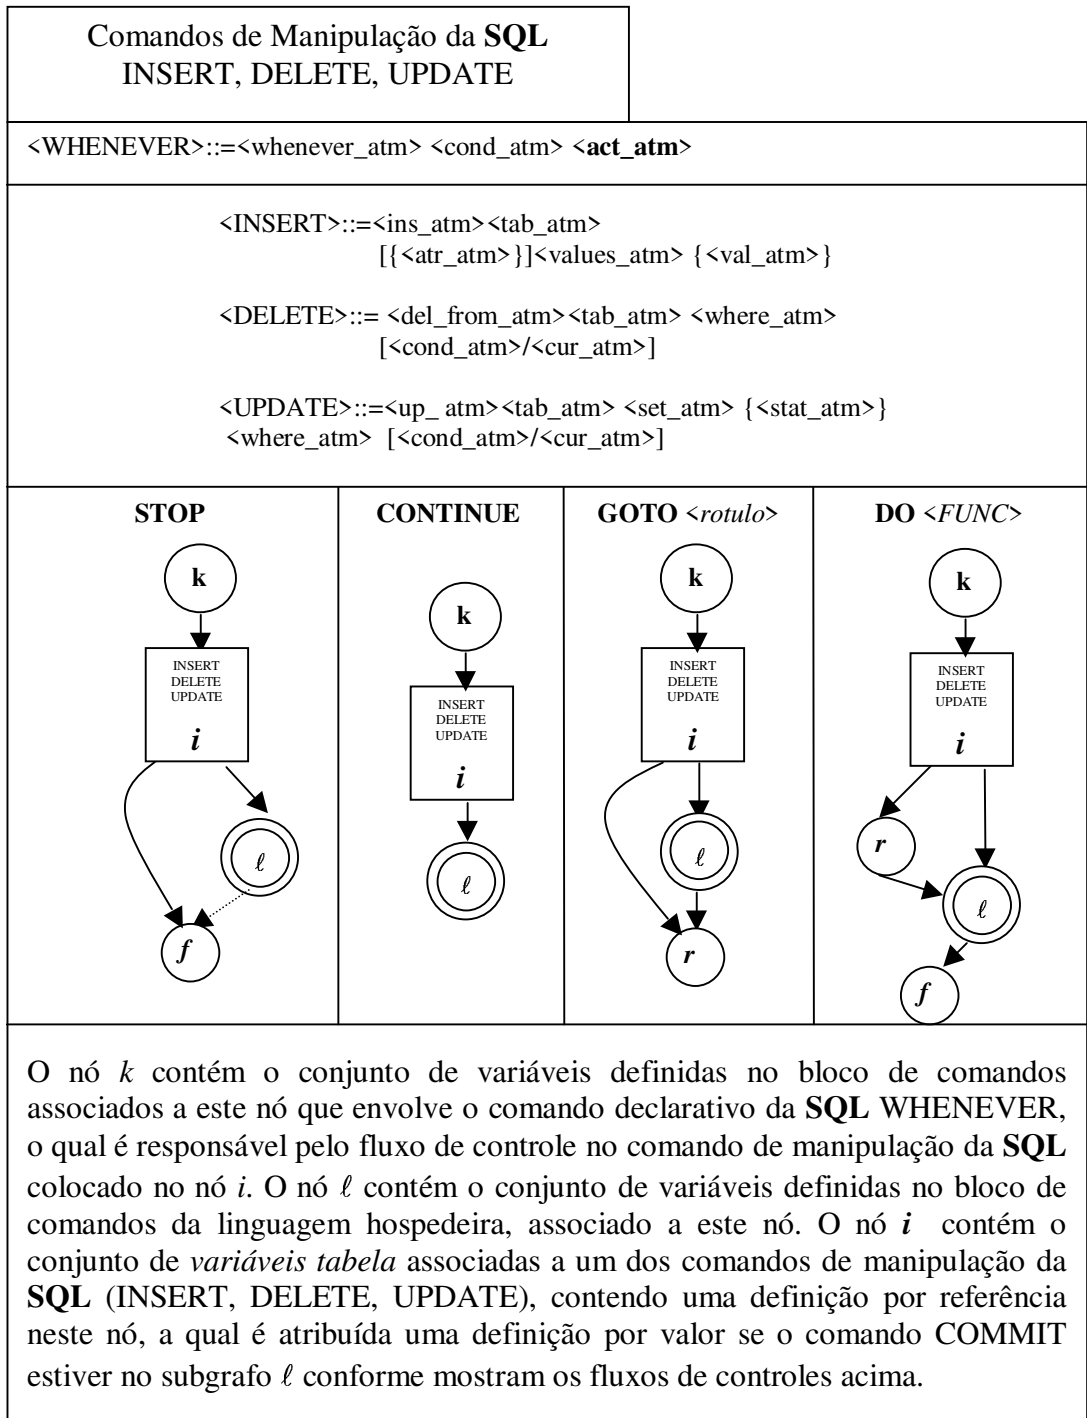 Comandos de Manipulação da SQL
INSERT, DELETE, UPDATE
<WHENEVER>::=<whenever_atm> <cond_atm> <act_atm>
<INSERT>::=<ins_atm><tab_atm>
[{<atr_atm>}]<values_atm> {<val_atm>}
<DELETE>::= <del_from_atm><tab_atm> <where_atm>
[<cond_atm>/<cur_atm>]
<UPDATE>::=<up_ atm><tab_atm> <set_atm> {<stat_atm>}
<where_atm> [<cond_atm>/<cur_atm>]
STOP
k
INSERT
DELETE
UPDATE
i
ℓ
f
CONTINUE
k
INSERT
DELETE
UPDATE
i
ℓ
GOTO <rotulo>
k
INSERT
DELETE
UPDATE
i
ℓ
r
DO <FUNC>
k
INSERT
DELETE
UPDATE
i
r
ℓ
f
O nó k contém o conjunto de variáveis definidas no bloco de comandos
associados a este nó que envolve o comando declarativo da SQL WHENEVER,
o qual é responsável pelo fluxo de controle no comando de manipulação da SQL
colocado no nó i. O nó ℓ contém o conjunto de variáveis definidas no bloco de
comandos da linguagem hospedeira, associado a este nó. O nó i contém o
conjunto de variáveis tabela associadas a um dos comandos de manipulação da
SQL (INSERT, DELETE, UPDATE), contendo uma definição por referência
neste nó, a qual é atribuída uma definição por valor se o comando COMMIT
estiver no subgrafo ℓ conforme mostram os fluxos de controles acima.